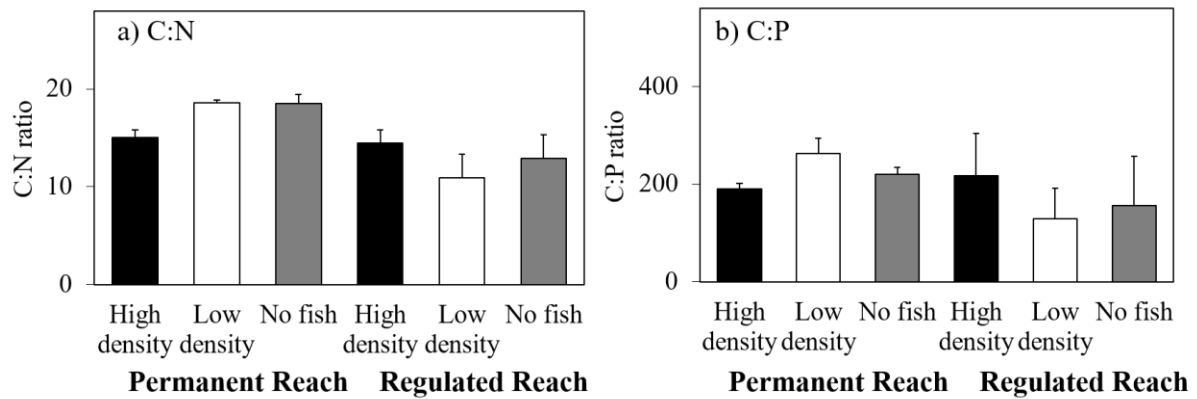 a) C:N
C:N ratio
20
10
0
High density
Low density
No fish
High density
Low density
No fish
Permanent Reach
Regulated Reach
b) C:P
C:P ratio
400
200
0
High density
Low density
No fish
High density
Low density
No fish
Permanent Reach
Regulated Reach